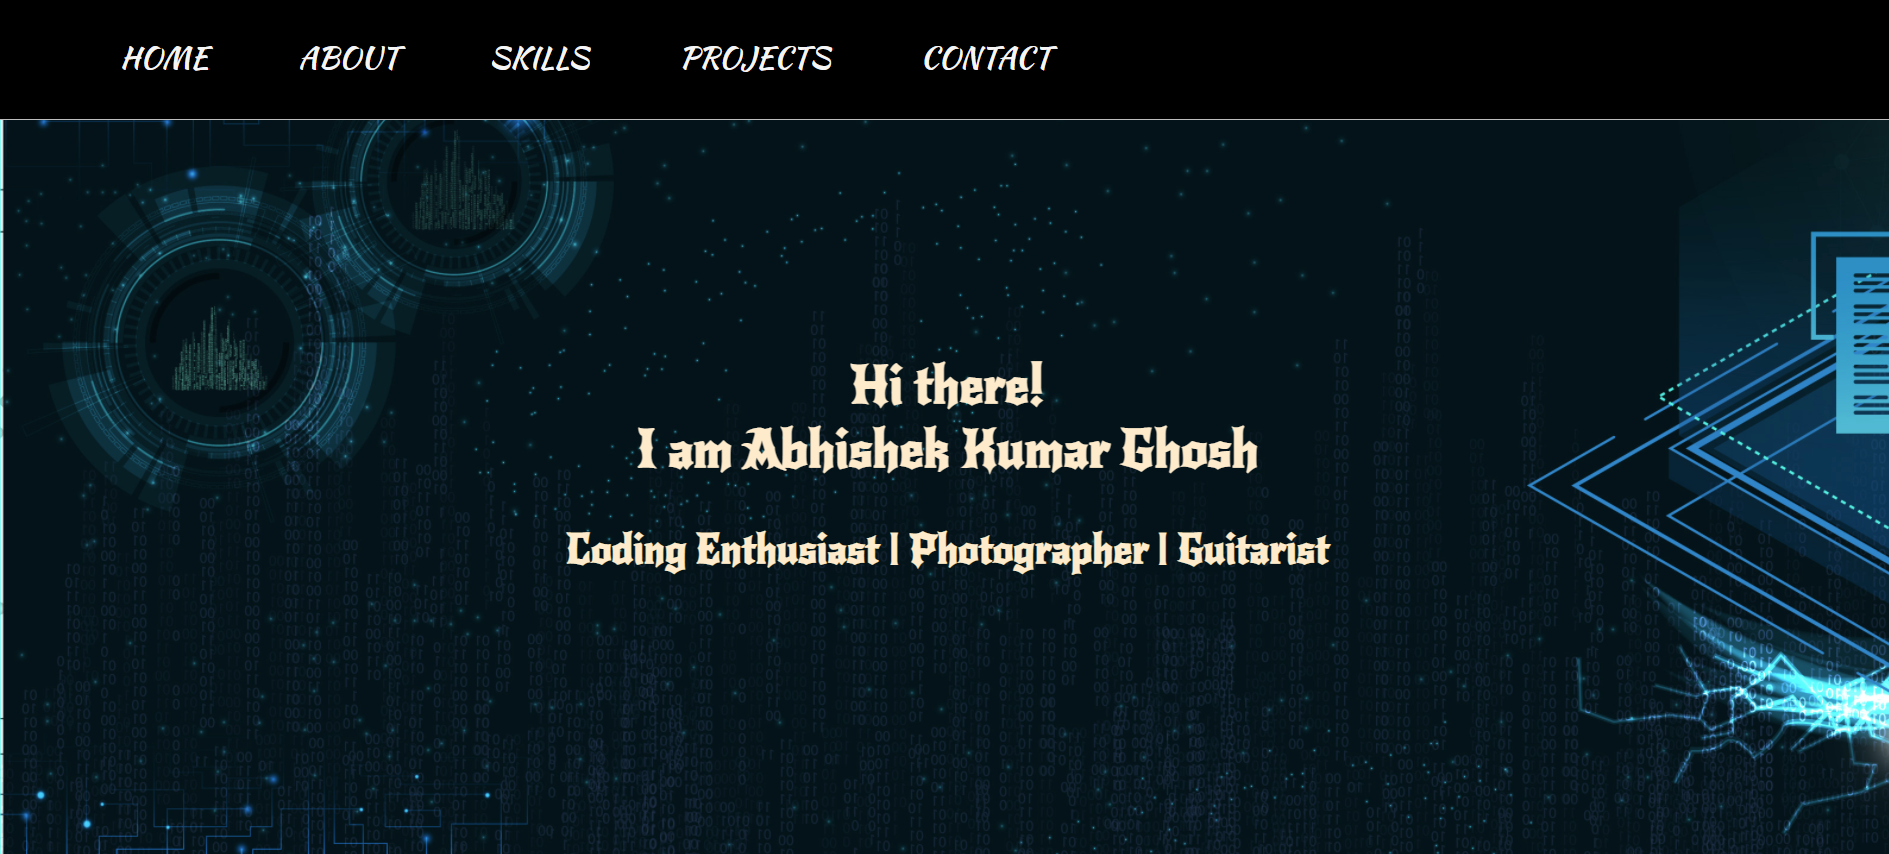 HOME ABOUT SKILLS PROJECTS CONTACT
Hi there!
I am Abhishek Kumar Ghosh
Coding Enthusiast | Photographer | Guitarist